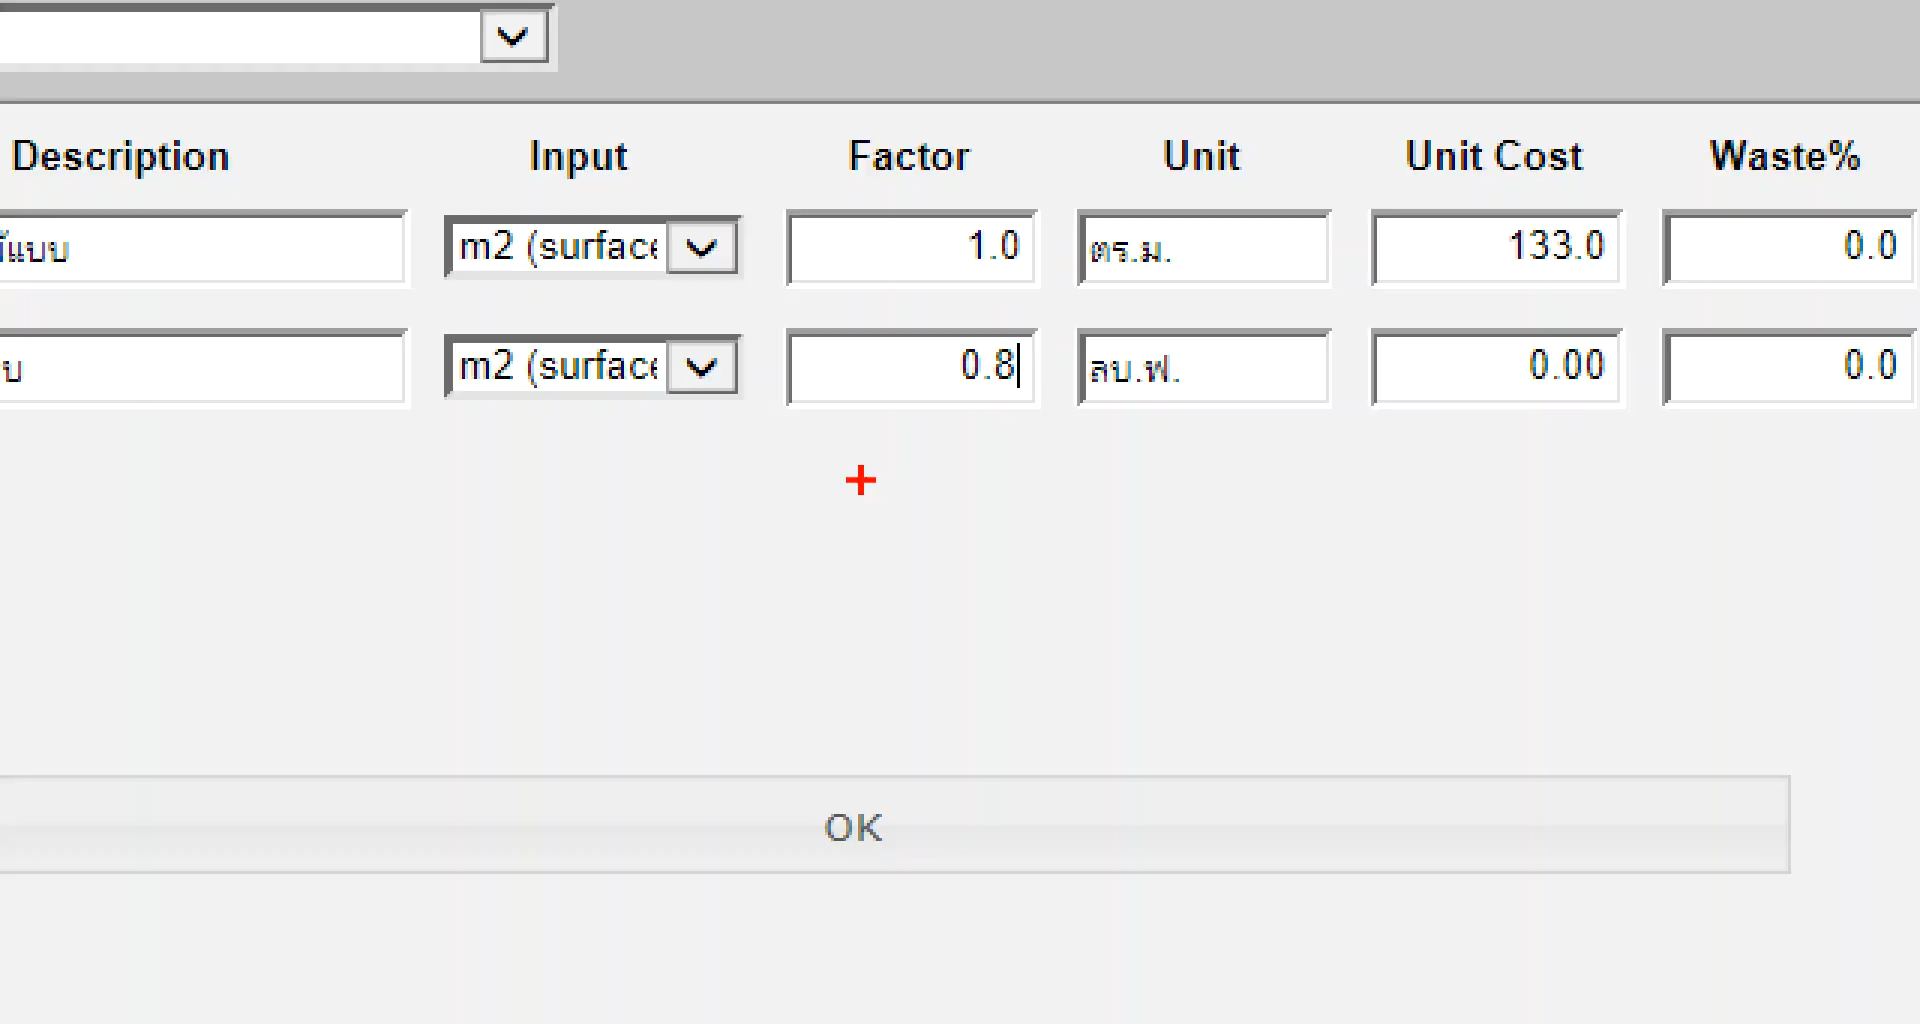 Description Input Factor Unit Unit Cost Waste%
m2 (surface 1.0 ตร.ม. 133.0 0.0
m2 (surface 0.8 ลบ.ฟ. 0.00 0.0
OK